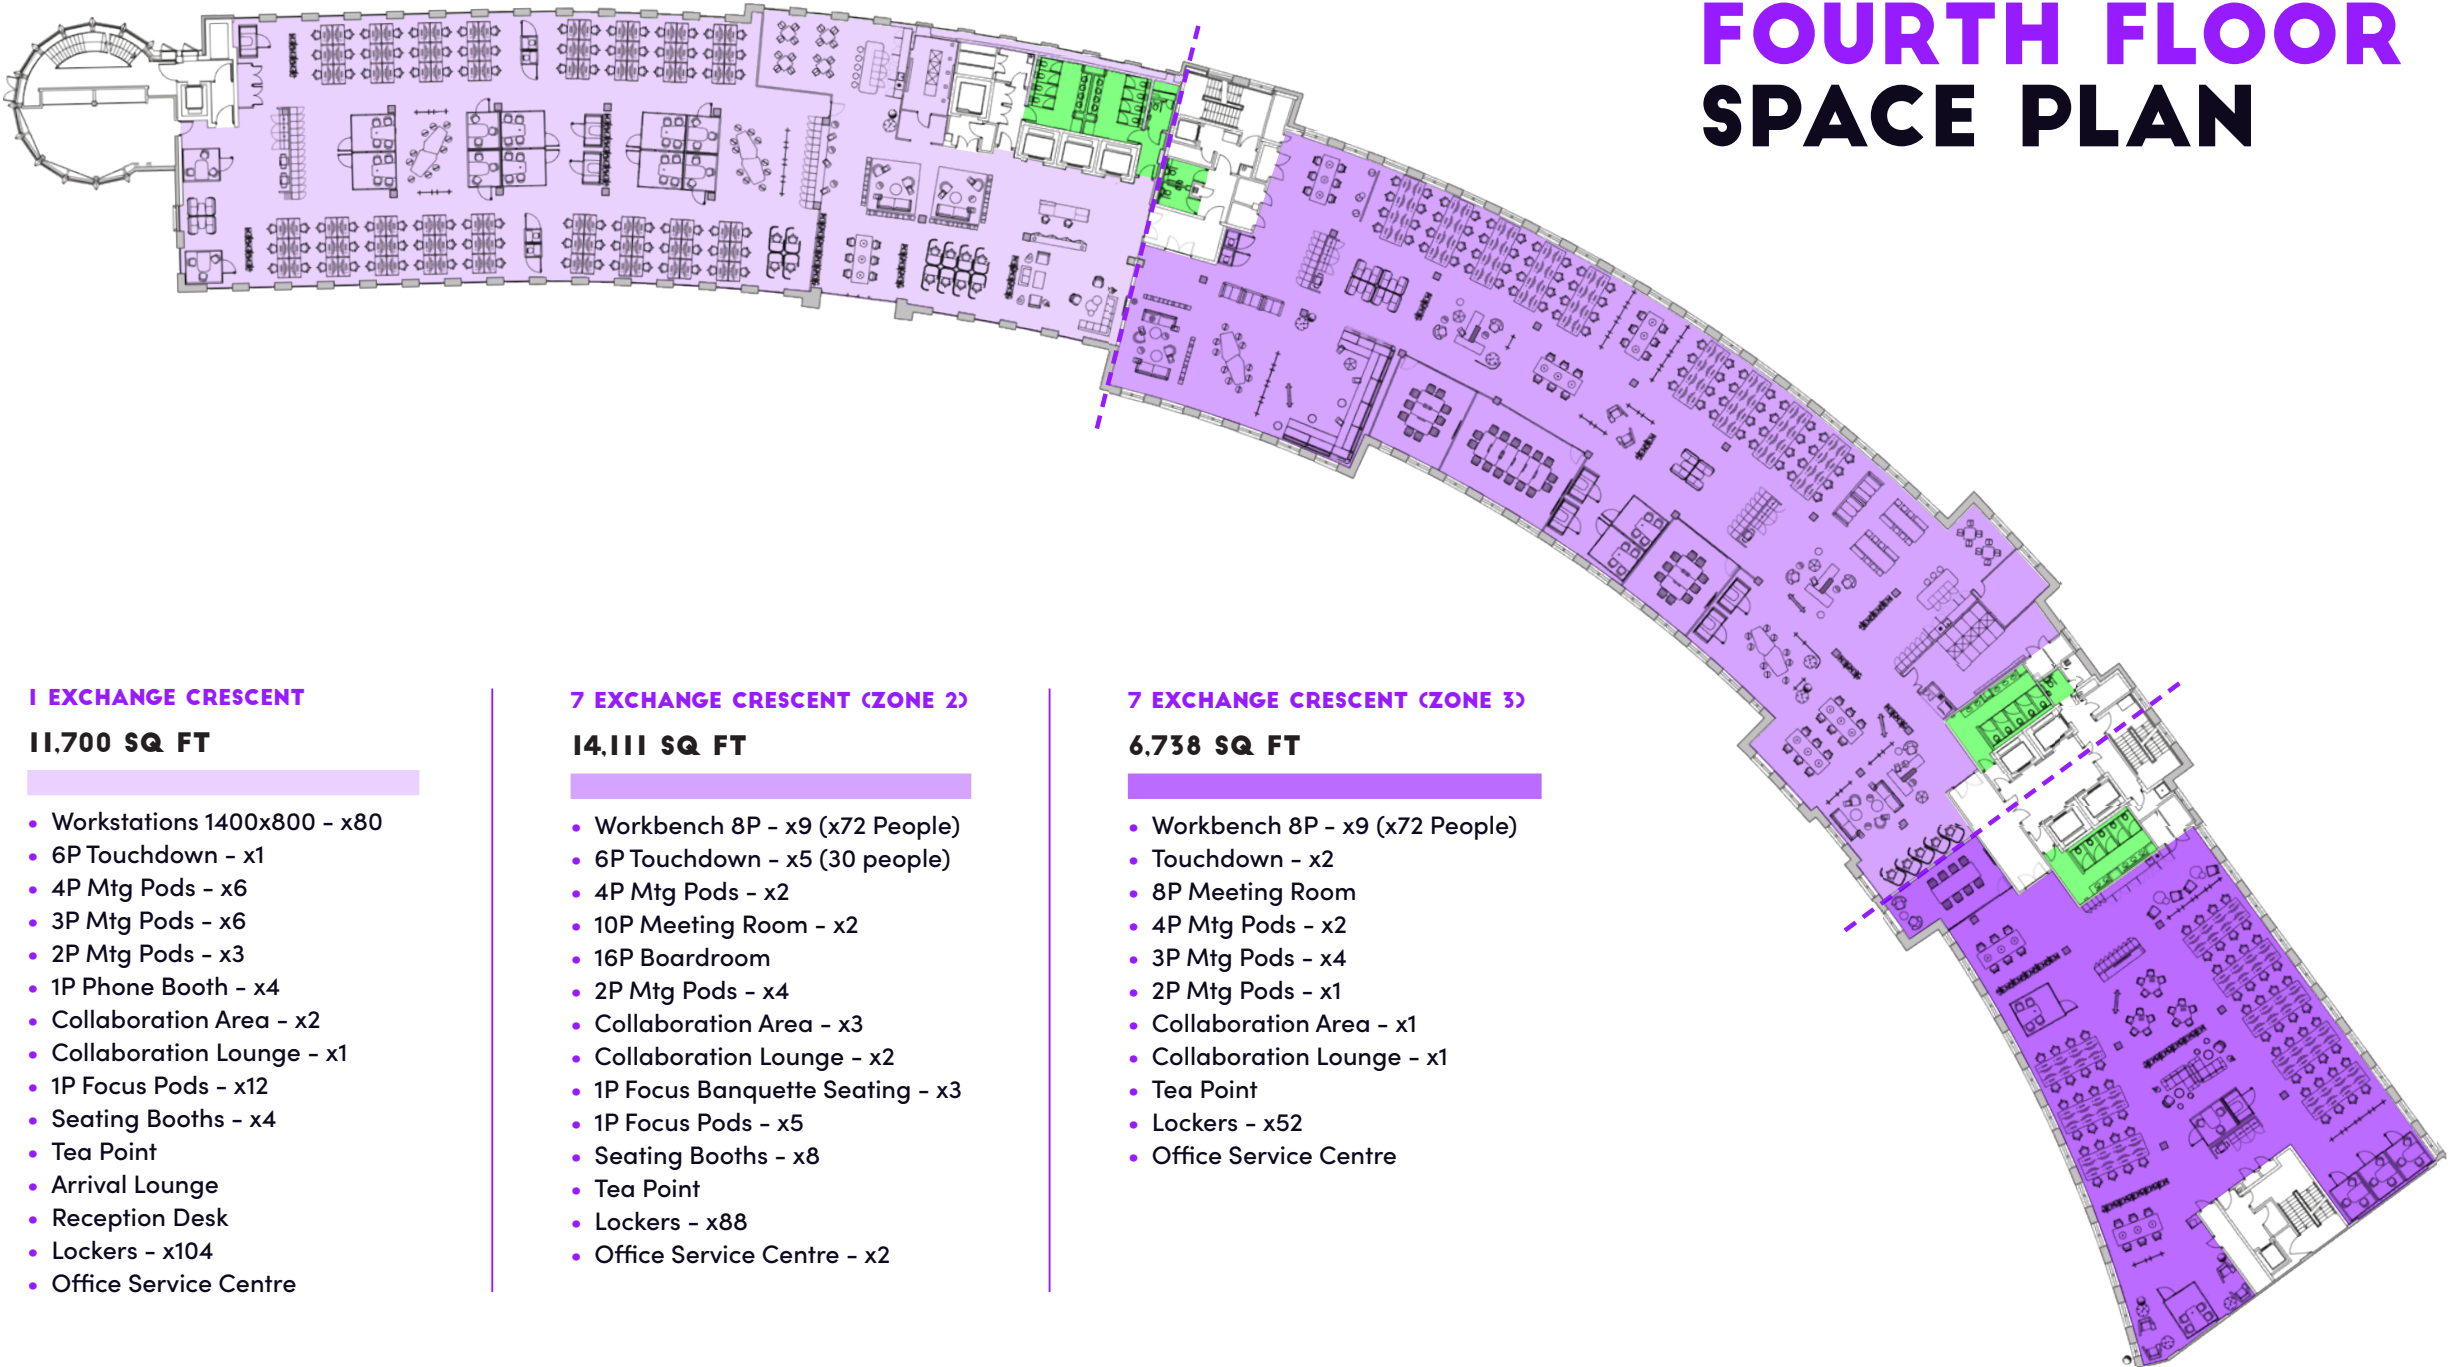 FOURTH FLOOR
SPACE PLAN
1 EXCHANGE CRESCENT
11,700 SQ FT
• Workstations 1400x800 - x80
• 6P Touchdown - x1
• 4P Mtg Pods - x6
• 3P Mtg Pods - x6
• 2P Mtg Pods - x3
• 1P Phone Booth - x4
• Collaboration Area - x2
• Collaboration Lounge - x1
• 1P Focus Pods - x12
• Seating Booths - x4
• Tea Point
• Arrival Lounge
• Reception Desk
• Lockers - x104
• Office Service Centre
7 EXCHANGE CRESCENT (ZONE 2)
14,111 SQ FT
• Workbench 8P - x9 (x72 People)
• 6P Touchdown - x5 (30 people)
• 4P Mtg Pods - x2
• 10P Meeting Room - x2
• 16P Boardroom
• 2P Mtg Pods - x4
• Collaboration Area - x3
• Collaboration Lounge - x2
• 1P Focus Banquette Seating - x3
• 1P Focus Pods - x5
• Seating Booths - x8
• Tea Point
• Lockers - x88
• Office Service Centre - x2
7 EXCHANGE CRESCENT (ZONE 3)
6,738 SQ FT
• Workbench 8P - x9 (x72 People)
• Touchdown - x2
• 8P Meeting Room
• 4P Mtg Pods - x2
• 3P Mtg Pods - x4
• 2P Mtg Pods - x1
• Collaboration Area - x1
• Collaboration Lounge - x1
• Tea Point
• Lockers - x52
• Office Service Centre